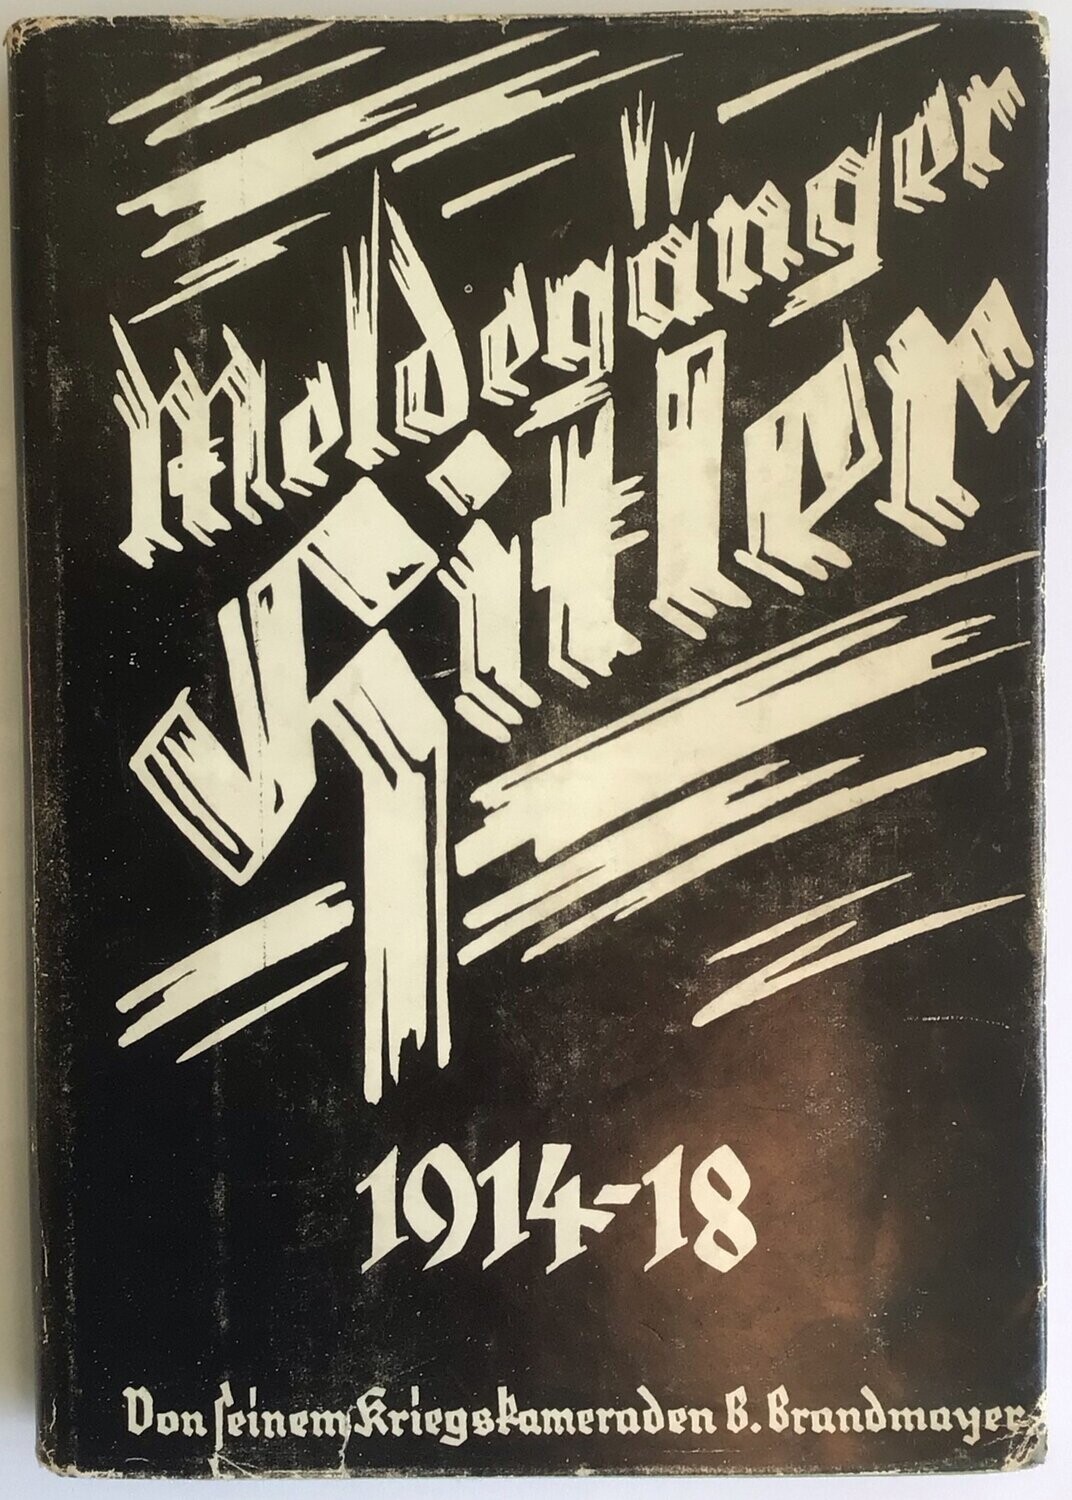 Meldegänger
Hitler
1914-18
Von seinem Kriegskameraden B. Brandmayer